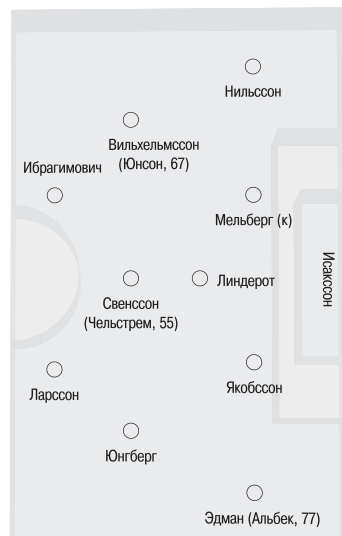 Нильссон
Вильхельмссон
(Юнсон, 67)
Ибрагимович
Мельберг (к)
Исакссон
Линдерот
Свенссон
(Чельстрем, 55)
Якобссон
Ларссон
Юнгберг
Эдман (Альбек, 77)